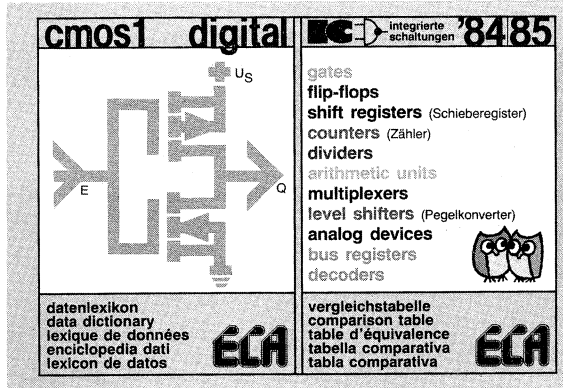 cmos1 digital
US
E
Q
datenlexikon
data dictionary
lexique de données
enciclopedia dati
lexicon de datos
ECA
IC integrierte schaltungen '84 85
gates
flip-flops
shift registers (Schieberegister)
counters (Zähler)
dividers
arithmetic units
multiplexers
level shifters (Pegelkonverter)
analog devices
bus registers
decoders
vergleichstabelle
comparison table
table d'équivalence
tabella comparativa
tabla comparativa
ECA